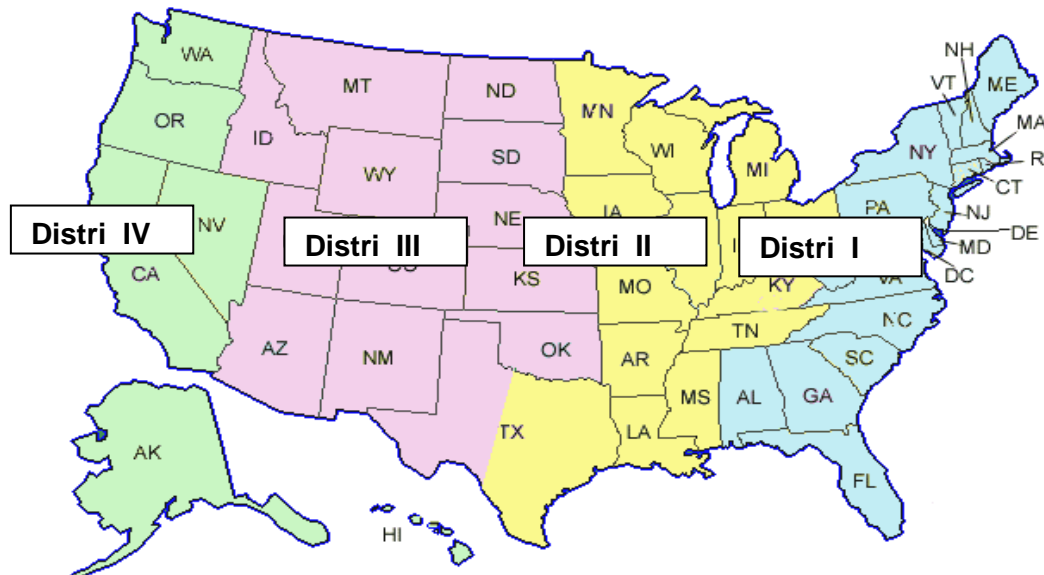 WA
MT
ND
MN
NH
VT
ME
MA
OR
ID
SD
WI
MI
NY
R
CT
WY
NE
IA
PA
NJ
DE
MD
DC
NV
Distri IV
Distri III
Distri II
Distri I
CA
KS
MO
KY
VA
TN
NC
AZ
NM
OK
AR
SC
MS
AL
GA
TX
LA
AK
FL
HI